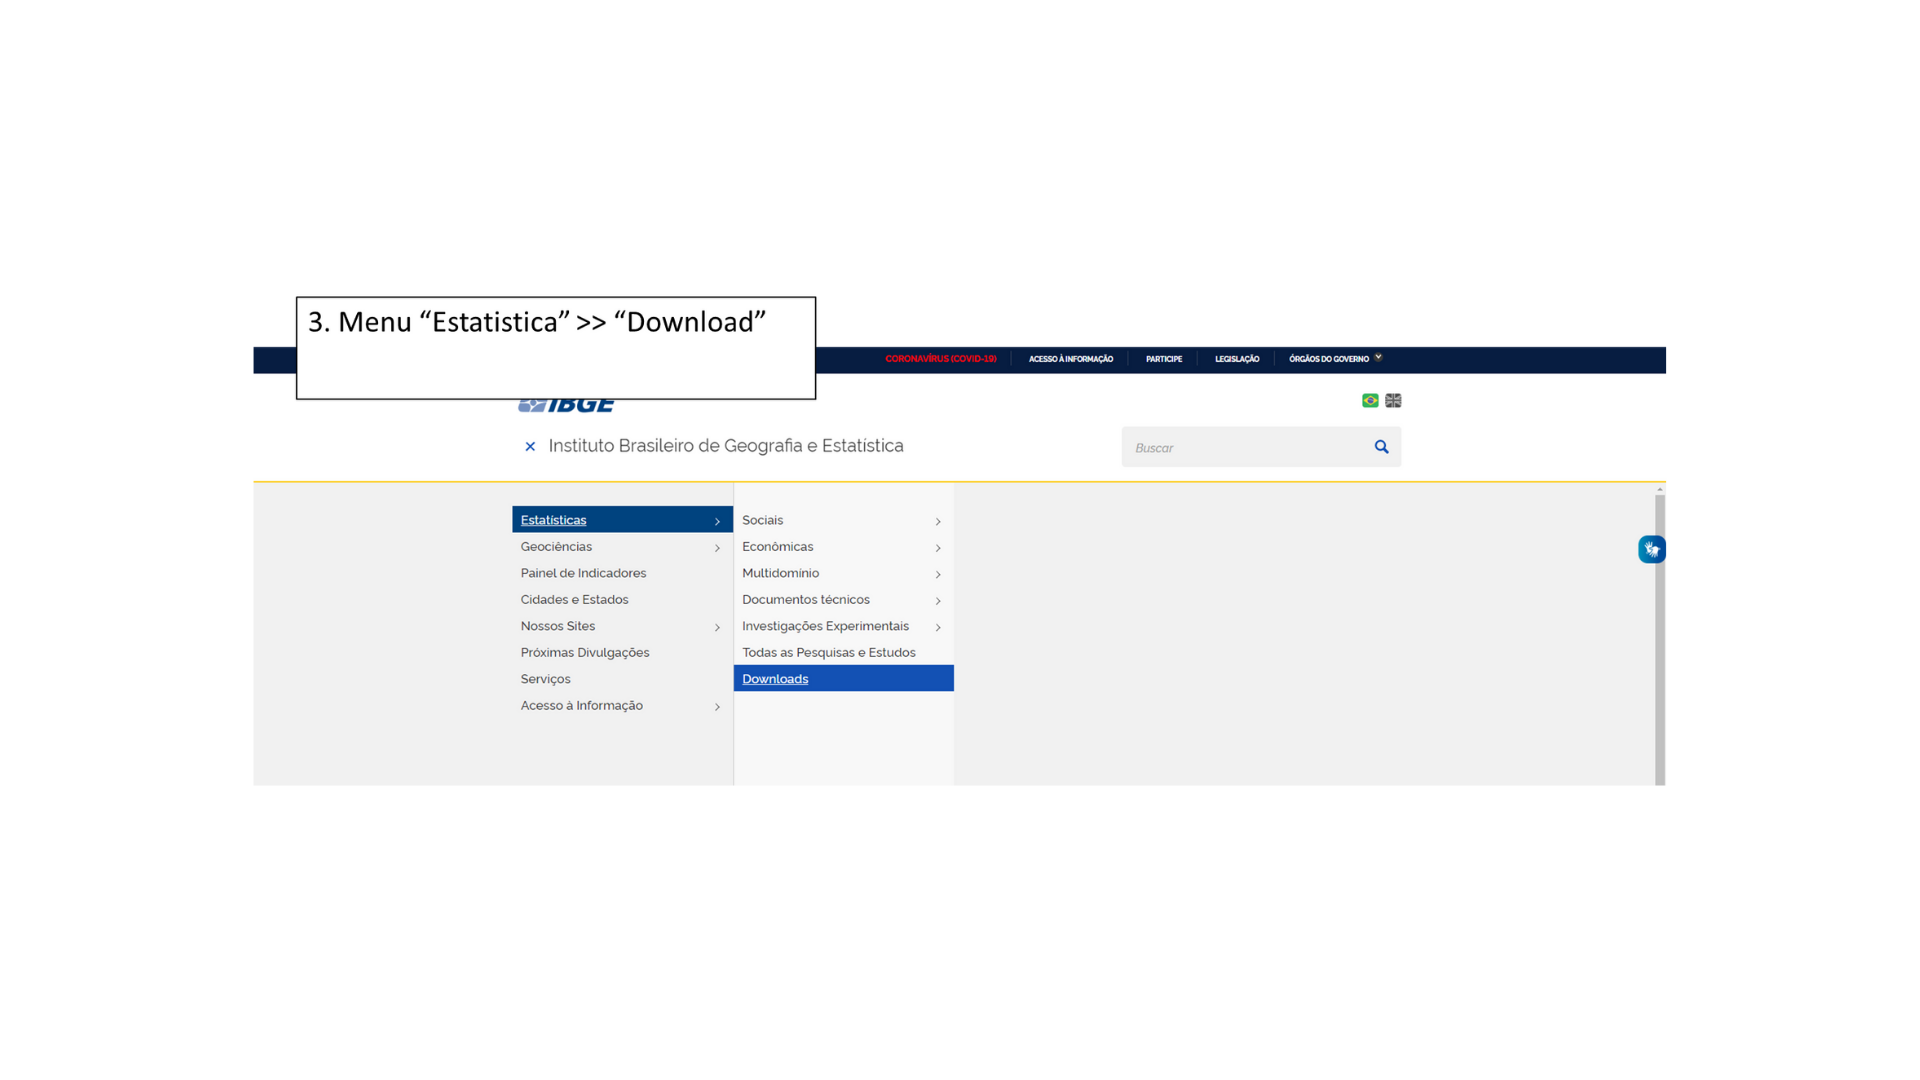 3. Menu “Estatistica” >> “Download”
CORONAVÍRUS (COVID-19)
ACESSO À INFORMAÇÃO
PARTICIPE
LEGISLAÇÃO
ÓRGÃOS DO GOVERNO
IBGE
× Instituto Brasileiro de Geografia e Estatística
Buscar
Estatísticas
Geociências
Painel de Indicadores
Cidades e Estados
Nossos Sites
Próximas Divulgações
Serviços
Acesso à Informação
Sociais
Econômicas
Multidomínio
Documentos técnicos
Investigações Experimentais
Todas as Pesquisas e Estudos
Downloads